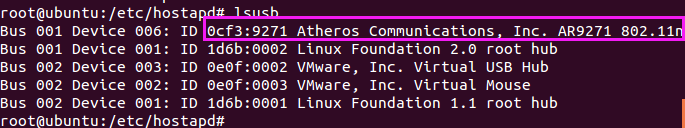 root@ubuntu:/etc/hostapd# lsusb
Bus 001 Device 006: ID 0cf3:9271 Atheros Communications, Inc. AR9271 802.11n
Bus 001 Device 001: ID 1d6b:0002 Linux Foundation 2.0 root hub
Bus 002 Device 003: ID 0e0f:0002 VMware, Inc. Virtual USB Hub
Bus 002 Device 002: ID 0e0f:0003 VMware, Inc. Virtual Mouse
Bus 002 Device 001: ID 1d6b:0001 Linux Foundation 1.1 root hub
root@ubuntu:/etc/hostapd#